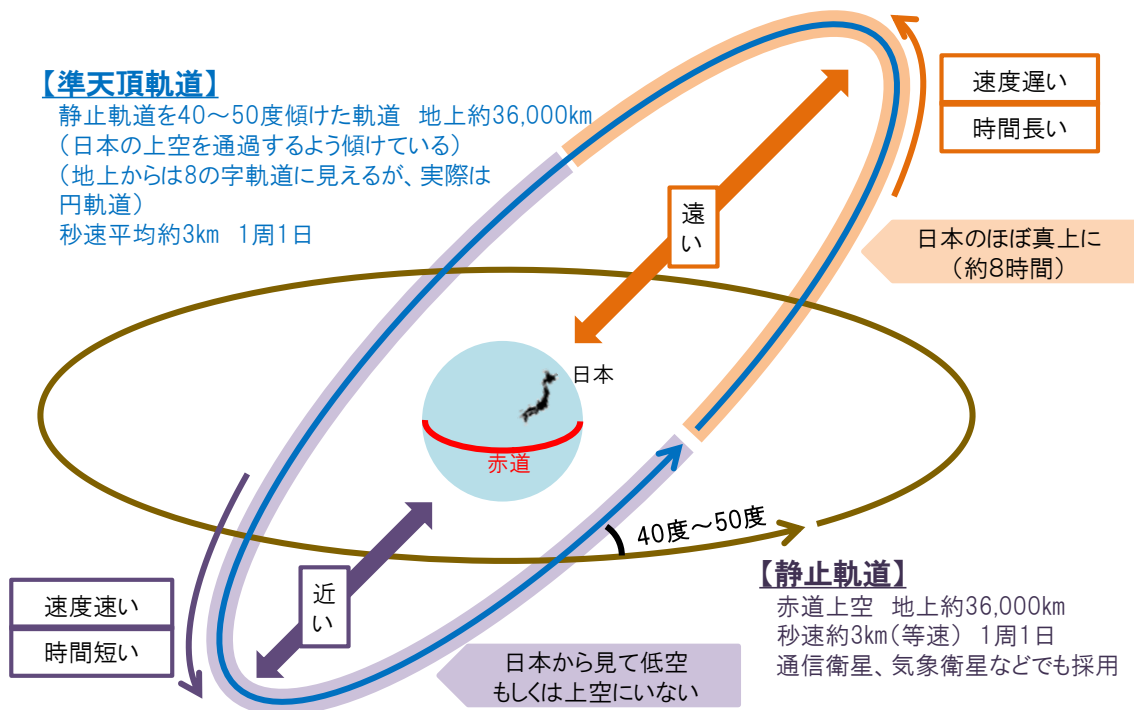 【準天頂軌道】
静止軌道を40～50度傾けた軌道　地上約36,000km
（日本の上空を通過するよう傾けている）
（地上からは8の字軌道に見えるが、実際は
円軌道）
秒速平均約3km　1周1日
速度遅い
時間長い
遠
い
日本のほぼ真上に
（約8時間）
日本
赤道
40度～50度
近
い
速度速い
時間短い
日本から見て低空
もしくは上空にいない
【静止軌道】
赤道上空　地上約36,000km
秒速約3km（等速）　1周1日
通信衛星、気象衛星などでも採用